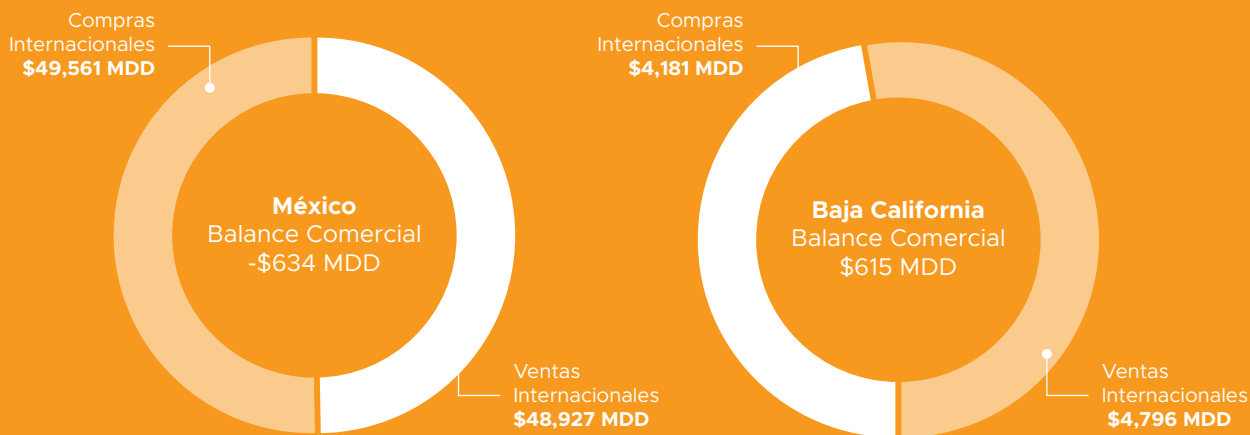 Compras
Internacionales
$49,561 MDD
México
Balance Comercial
-$634 MDD
Ventas
Internacionales
$48,927 MDD
Compras
Internacionales
$4,181 MDD
Baja California
Balance Comercial
$615 MDD
Ventas
Internacionales
$4,796 MDD